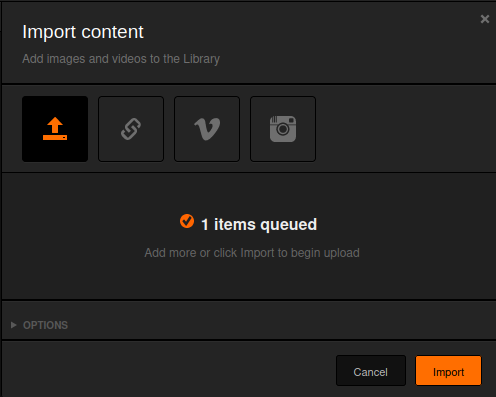 Import content
Add images and videos to the Library
1 items queued
Add more or click Import to begin upload
OPTIONS
Cancel
Import